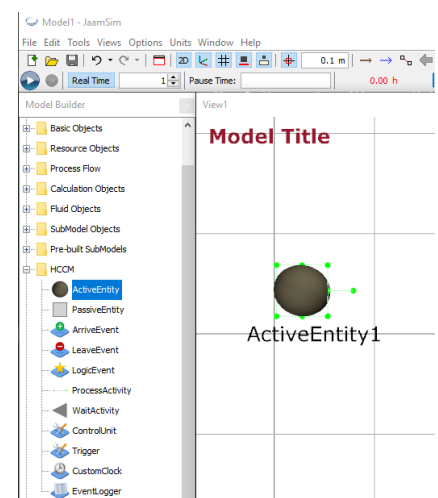 Model1 - JaamSim
File Edit Tools Views Options Units Window Help
2D 0.1 m
Real Time 1 Pause Time: 0.00 h
Model Builder
View1
Basic Objects
Resource Objects
Process Flow
Calculation Objects
Fluid Objects
SubModel Objects
Pre-built SubModels
HCCM
ActiveEntity
PassiveEntity
ArriveEvent
LeaveEvent
LogicEvent
ProcessActivity
WaitActivity
ControlUnit
Trigger
CustomClock
EventLogger
Model Title
ActiveEntity1